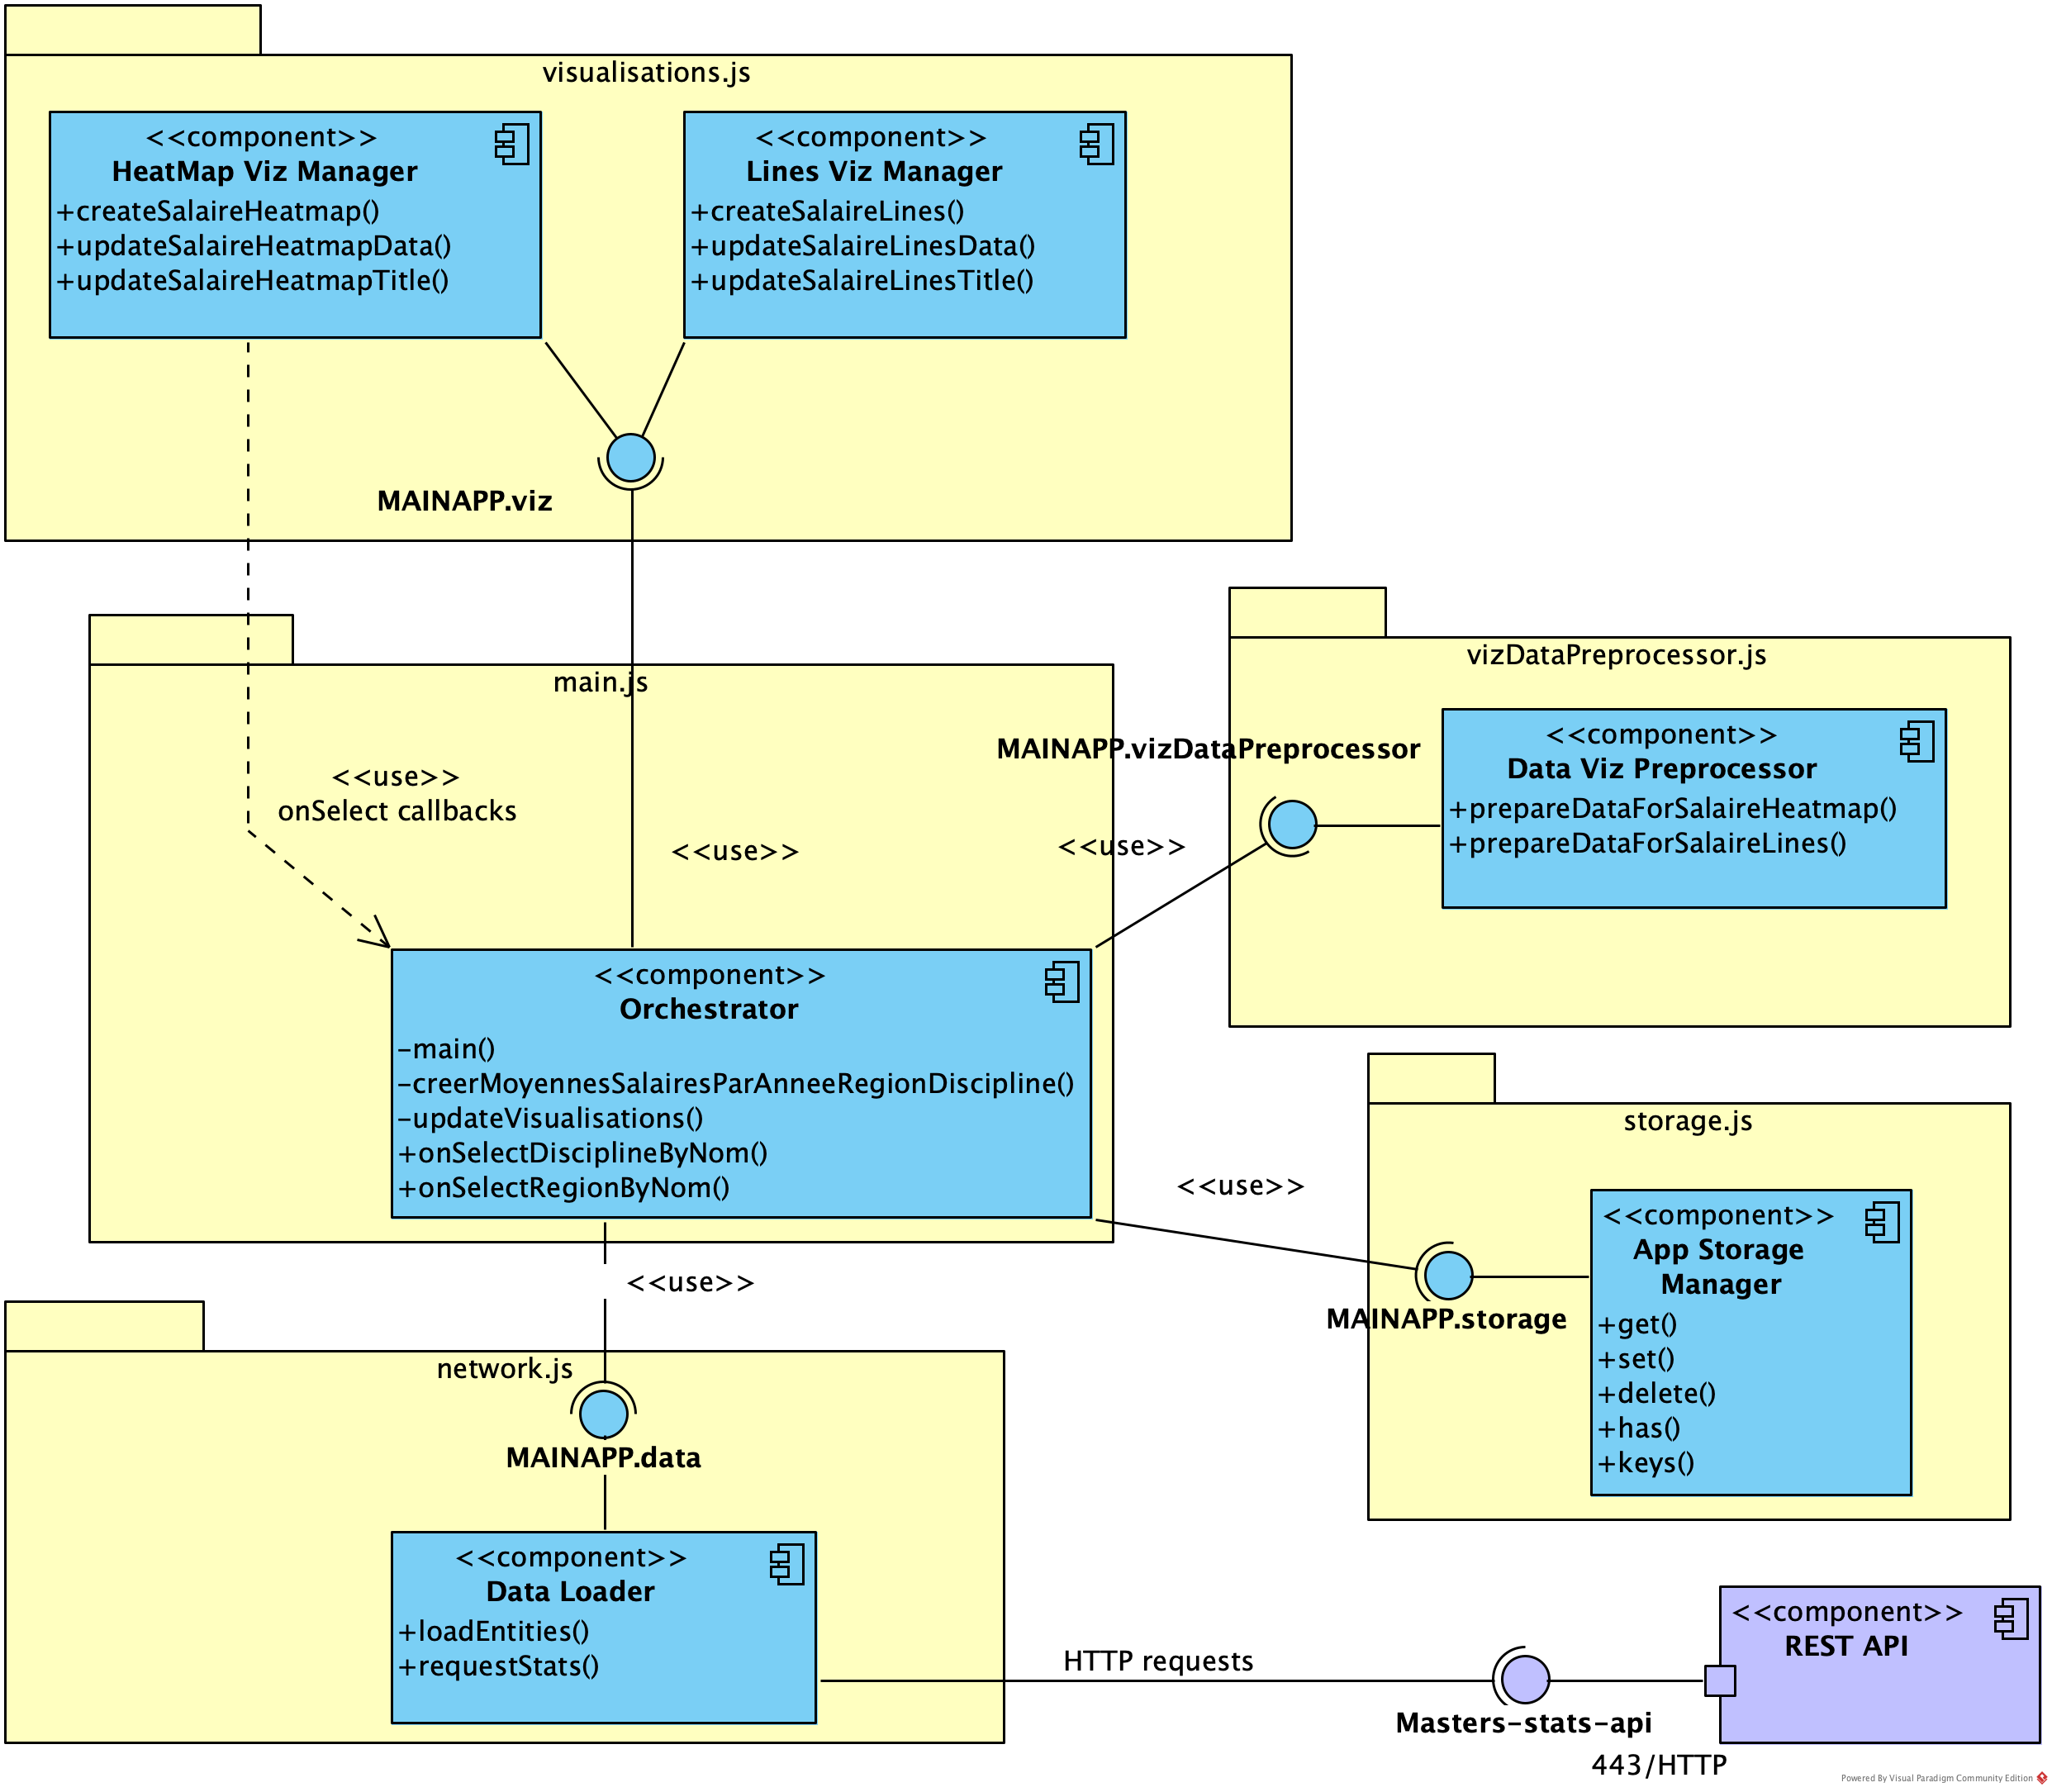 visualisations.js
<<component>>
HeatMap Viz Manager
+createSalaireHeatmap()
+updateSalaireHeatmapData()
+updateSalaireHeatmapTitle()
<<component>>
Lines Viz Manager
+createSalaireLines()
+updateSalaireLinesData()
+updateSalaireLinesTitle()
MAINAPP.viz
main.js
<<use>>
onSelect callbacks
<<use>>
<<use>>
vizDataPreprocessor.js
MAINAPP.vizDataPreprocessor
<<component>>
Data Viz Preprocessor
+prepareDataForSalaireHeatmap()
+prepareDataForSalaireLines()
<<component>>
Orchestrator
-main()
-creerMoyennesSalairesParAnneeRegionDiscipline()
-updateVisualisations()
+onSelectDisciplineByNom()
+onSelectRegionByNom()
<<use>>
storage.js
<<component>>
App Storage
Manager
+get()
+set()
+delete()
+has()
+keys()
MAINAPP.storage
<<use>>
network.js
MAINAPP.data
<<component>>
Data Loader
+loadEntities()
+requestStats()
HTTP requests
<<component>>
REST API
Masters-stats-api
443/HTTP
Powered By Visual Paradigm Community Edition